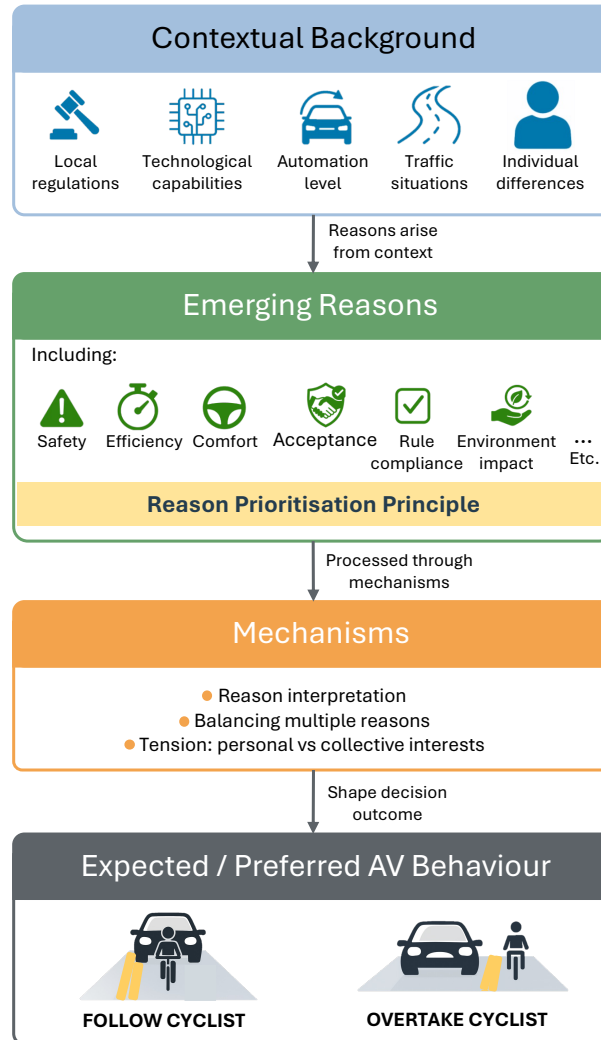 Contextual Background
Local
regulations
Technological
capabilities
Automation
level
Traffic
situations
Individual
differences
Reasons arise
from context
Emerging Reasons
Including:
Safety
Efficiency
Comfort
Acceptance
Rule
compliance
Environment
impact
...
Etc.
Reason Prioritisation Principle
Processed through
mechanisms
Mechanisms
● Reason interpretation
● Balancing multiple reasons
● Tension: personal vs collective interests
Shape decision
outcome
Expected / Preferred AV Behaviour
FOLLOW CYCLIST
OVERTAKE CYCLIST